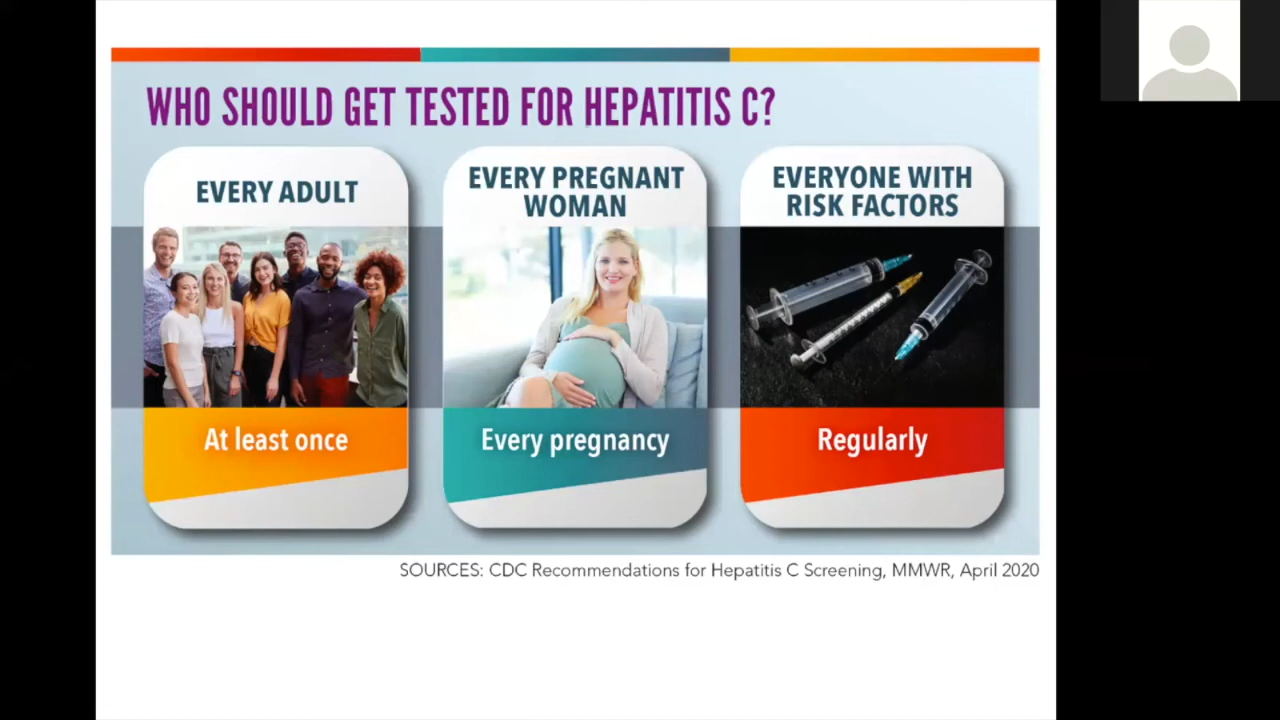 WHO SHOULD GET TESTED FOR HEPATITIS C?
EVERY ADULT
At least once
EVERY PREGNANT
WOMAN
Every pregnancy
EVERYONE WITH
RISK FACTORS
Regularly
SOURCES: CDC Recommendations for Hepatitis C Screening, MMWR, April 2020